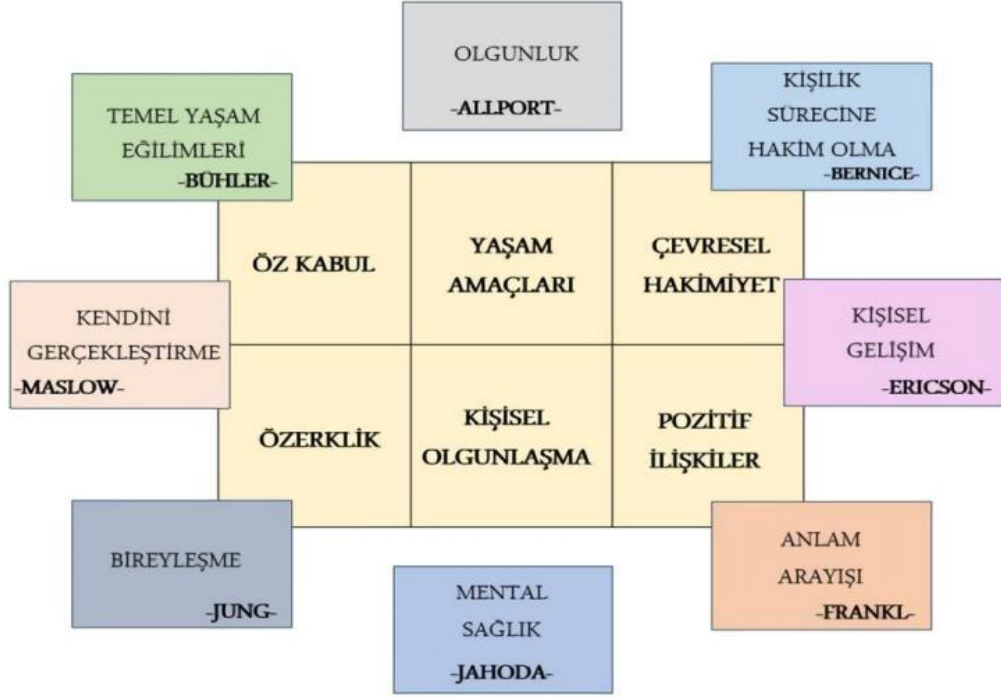 OLGUNLUK
-ALLPORT-
TEMEL YAŞAM
EĞİLİMLERİ
-BÜHLER-
KİŞİLİK
SÜRECİNE
HAKİM OLMA
-BERNICE-
ÖZ KABUL
YAŞAM
AMAÇLARI
ÇEVRESEL
HAKİMİYET
KENDİNİ
GERÇEKLEŞTİRME
-MASLOW-
KİŞİSEL
GELİŞİM
-ERICSON-
ÖZERKLİK
KİŞİSEL
OLGUNLAŞMA
POZİTİF
İLİŞKİLER
BİREYLEŞME
-JUNG-
MENTAL
SAĞLIK
-JAHODA-
ANLAM
ARAYIŞI
-FRANKL-